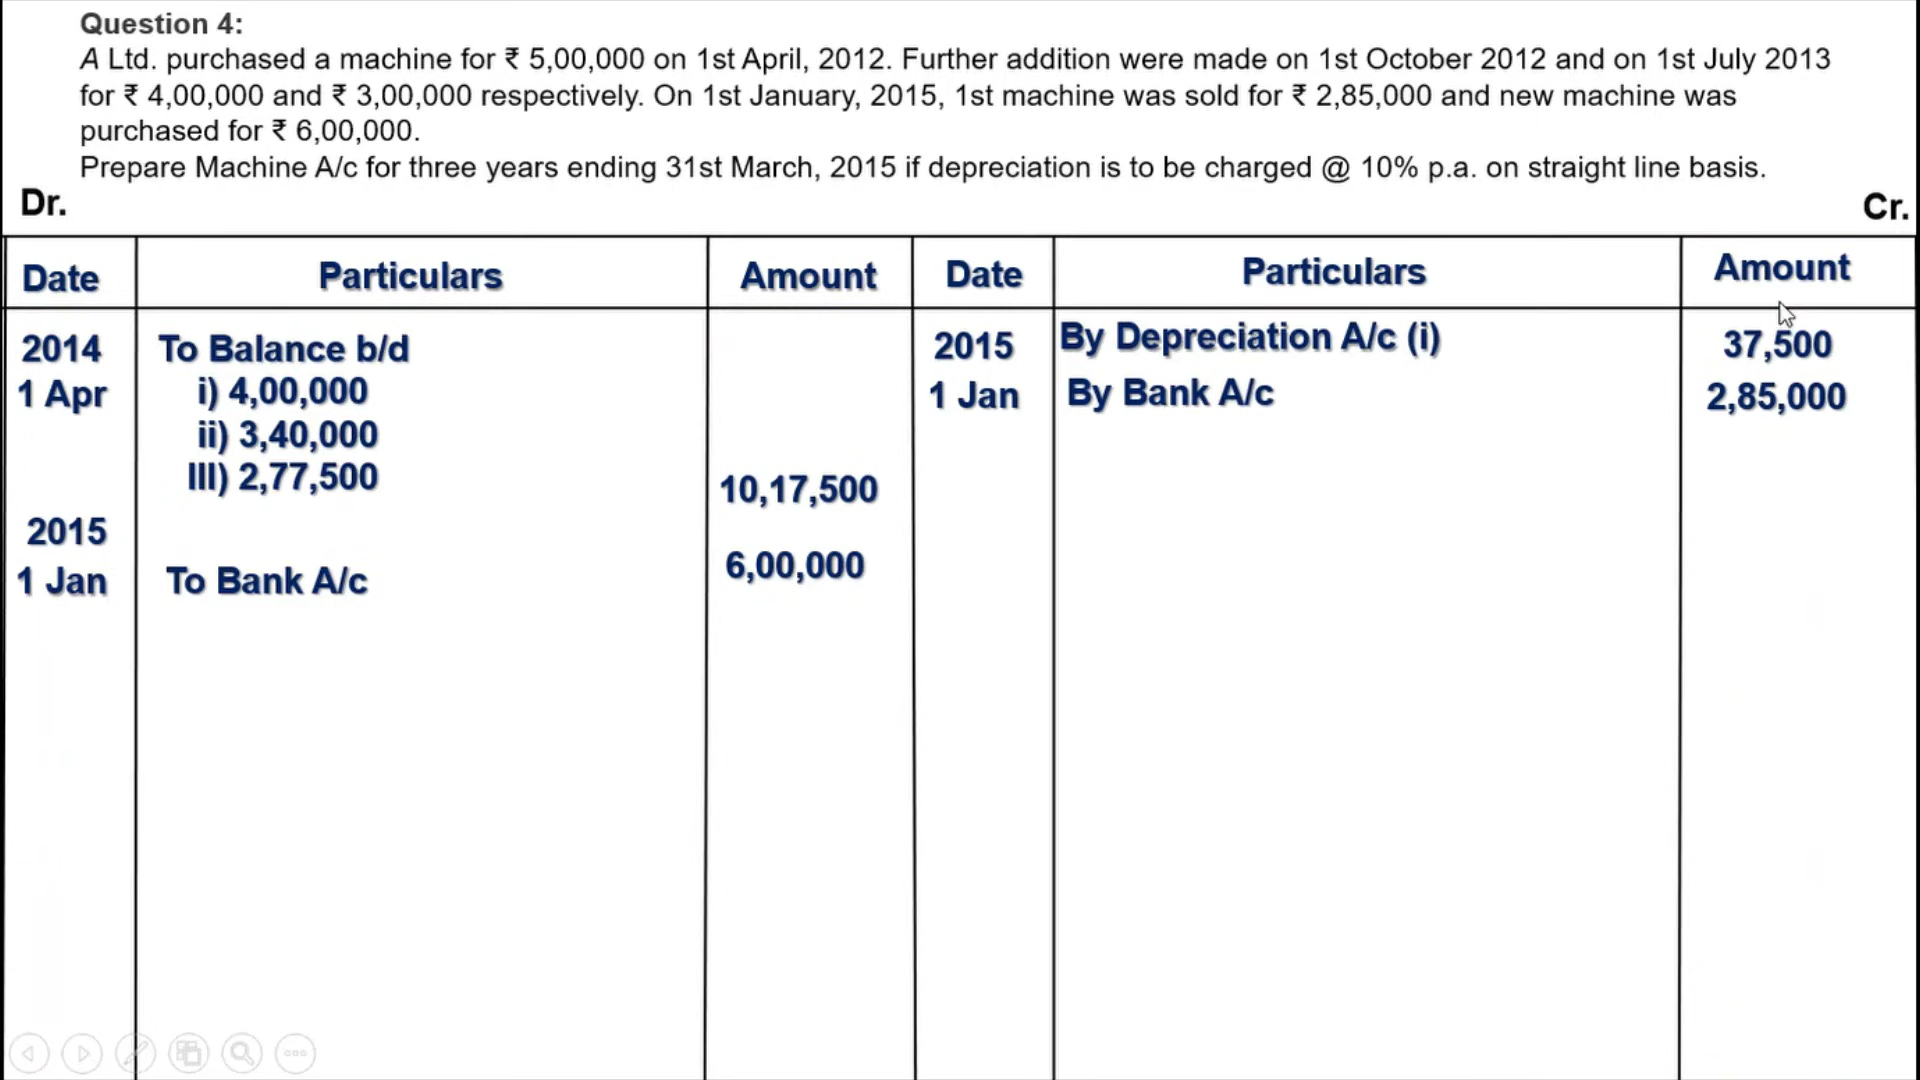 Question 4:
A Ltd. purchased a machine for ₹ 5,00,000 on 1st April, 2012. Further addition were made on 1st October 2012 and on 1st July 2013
for ₹ 4,00,000 and ₹ 3,00,000 respectively. On 1st January, 2015, 1st machine was sold for ₹ 2,85,000 and new machine was
purchased for ₹ 6,00,000.
Prepare Machine A/c for three years ending 31st March, 2015 if depreciation is to be charged @ 10% p.a. on straight line basis.
Dr. Cr.
Date Particulars Amount Date Particulars Amount
2014 To Balance b/d 2015 By Depreciation A/c (i) 37,500
1 Apr i) 4,00,000 1 Jan By Bank A/c 2,85,000
ii) 3,40,000
III) 2,77,500 10,17,500
2015
1 Jan To Bank A/c 6,00,000